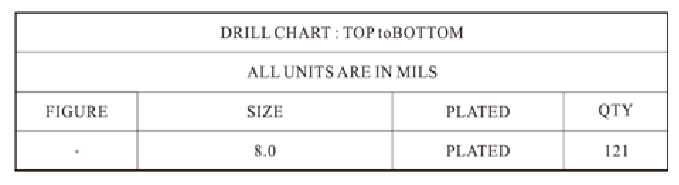 DRILL CHART : TOP toBOTTOM
ALL UNITS ARE IN MILS
FIGURE SIZE PLATED QTY
- 8.0 PLATED 121